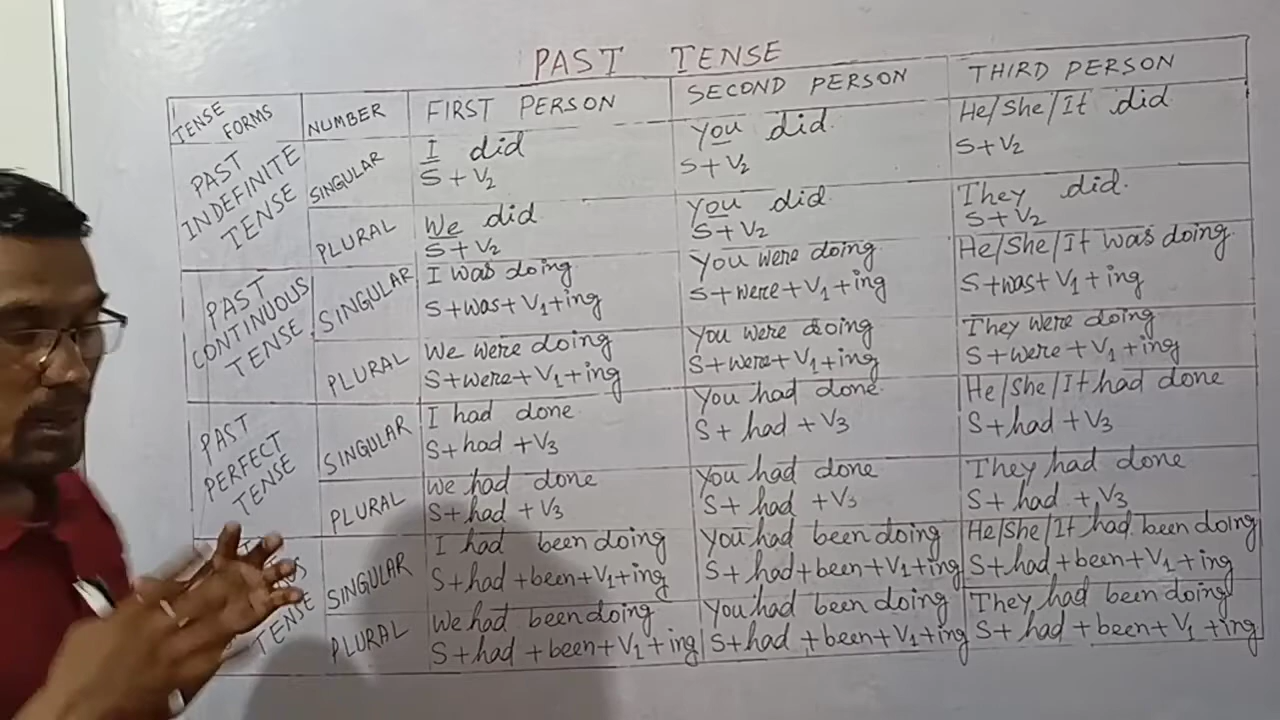 PAST TENSE
TENSE FORMS
NUMBER
FIRST PERSON
SECOND PERSON
THIRD PERSON
PAST
INDEFINITE
TENSE
SINGULAR
I did
S + V2
You did.
S + V2
He/She/It did
S + V2
PLURAL
We did
S + V2
You did.
S + V2
They did.
S + V2
PAST
CONTINUOUS
TENSE
SINGULAR
I was doing
S+was+V1+ing
You were doing
S+were+V1+ing
He/She/It was doing.
S+was+V1+ing
PLURAL
We were doing
S+were+V1+ing
You were doing
S+were+V1+ing
They were doing
S+were+V1+ing
PAST
PERFECT
TENSE
SINGULAR
I had done
S+had +V3
You had done.
S + had + V3
He/She/It had done
S + had + V3
PLURAL
We had done
S+had + V3
You had done
S + had +V3
They had done
S + had + V3
TENSE
SINGULAR
I had been doing
S+had+been+V1+ing
You had been doing
S+ had+been+V1+ing
He/She/It had been doing
S+had+been+V1+ing
PLURAL
We had been doing
S+had +been+V1+ing
You had been doing
S+had +been+V1+ing
They had been doing
S+had +been+V1+ing